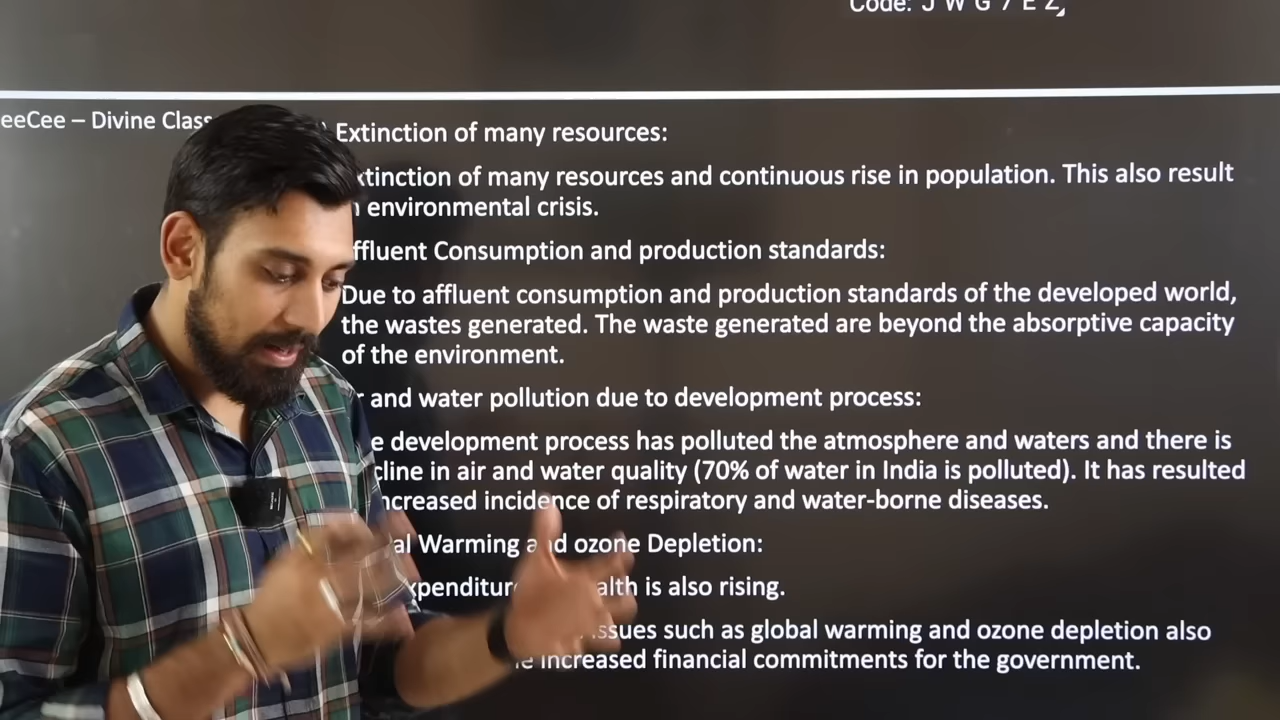 Code: J W G 7 E Z
eeCee – Divine Class
Extinction of many resources:
xtinction of many resources and continuous rise in population. This also result
environmental crisis.
ffluent Consumption and production standards:
Due to affluent consumption and production standards of the developed world,
the wastes generated. The waste generated are beyond the absorptive capacity
of the environment.
and water pollution due to development process:
e development process has polluted the atmosphere and waters and there is
cline in air and water quality (70% of water in India is polluted). It has resulted
ncreased incidence of respiratory and water-borne diseases.
al Warming and ozone Depletion:
xpenditur alth is also rising.
issues such as global warming and ozone depletion also
increased financial commitments for the government.